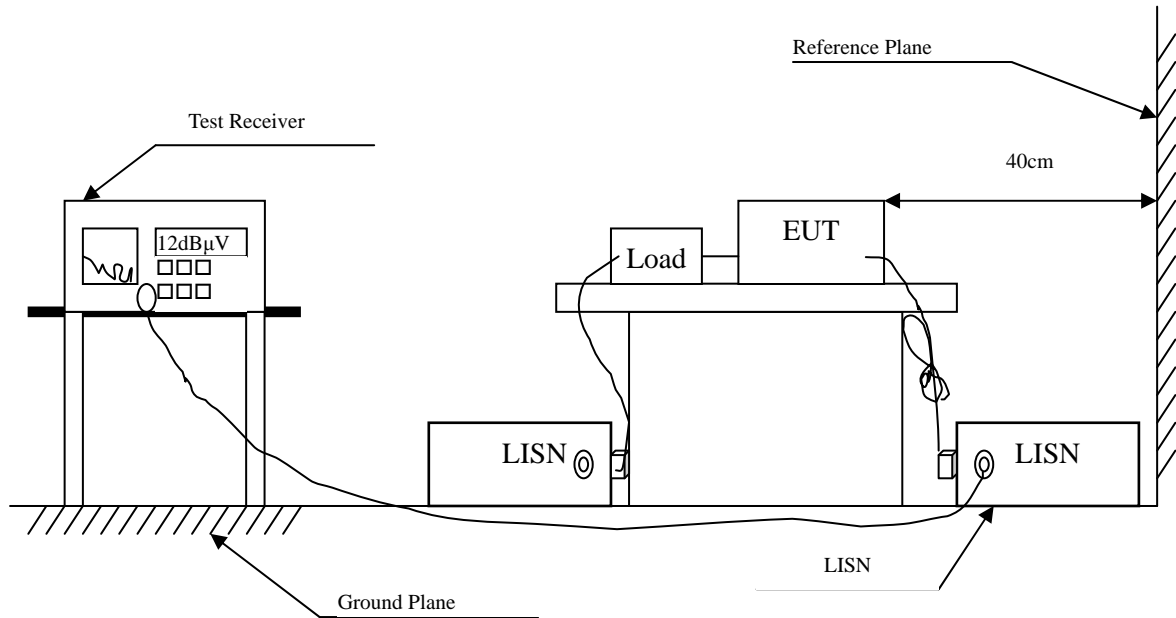 Reference Plane
Test Receiver
40cm
12dBµV
EUT
Load
LISN
LISN
LISN
Ground Plane